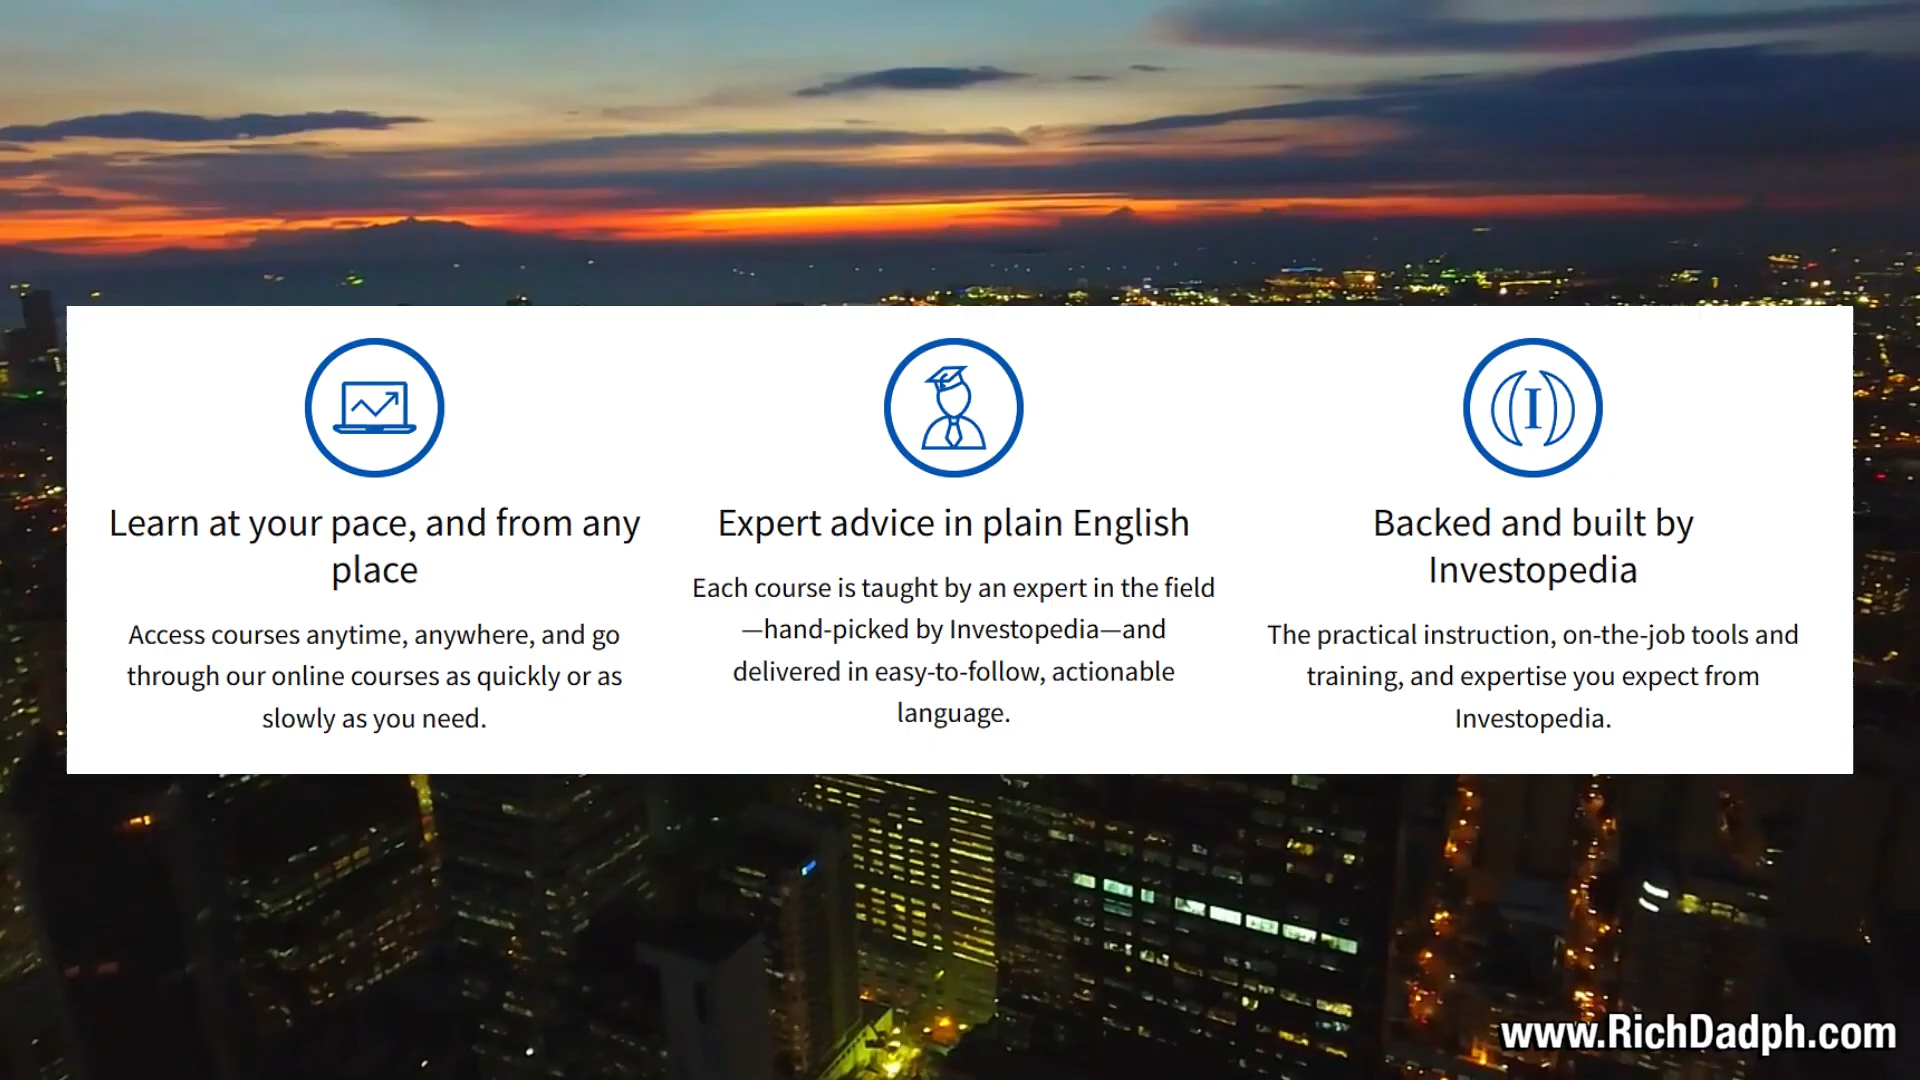 Learn at your pace, and from any
place
Access courses anytime, anywhere, and go
through our online courses as quickly or as
slowly as you need.
Expert advice in plain English
Each course is taught by an expert in the field
—hand-picked by Investopedia—and
delivered in easy-to-follow, actionable
language.
I
Backed and built by
Investopedia
The practical instruction, on-the-job tools and
training, and expertise you expect from
Investopedia.
www.RichDadph.com